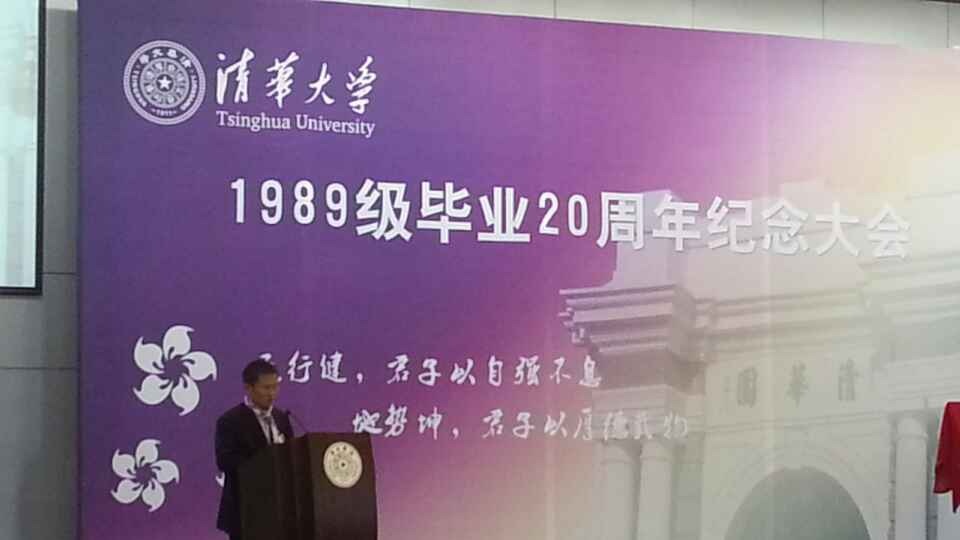 清華大学
Tsinghua University
1989级毕业20周年纪念大会
行健，君子以自强不息
地势坤，君子以厚德载物
園華清